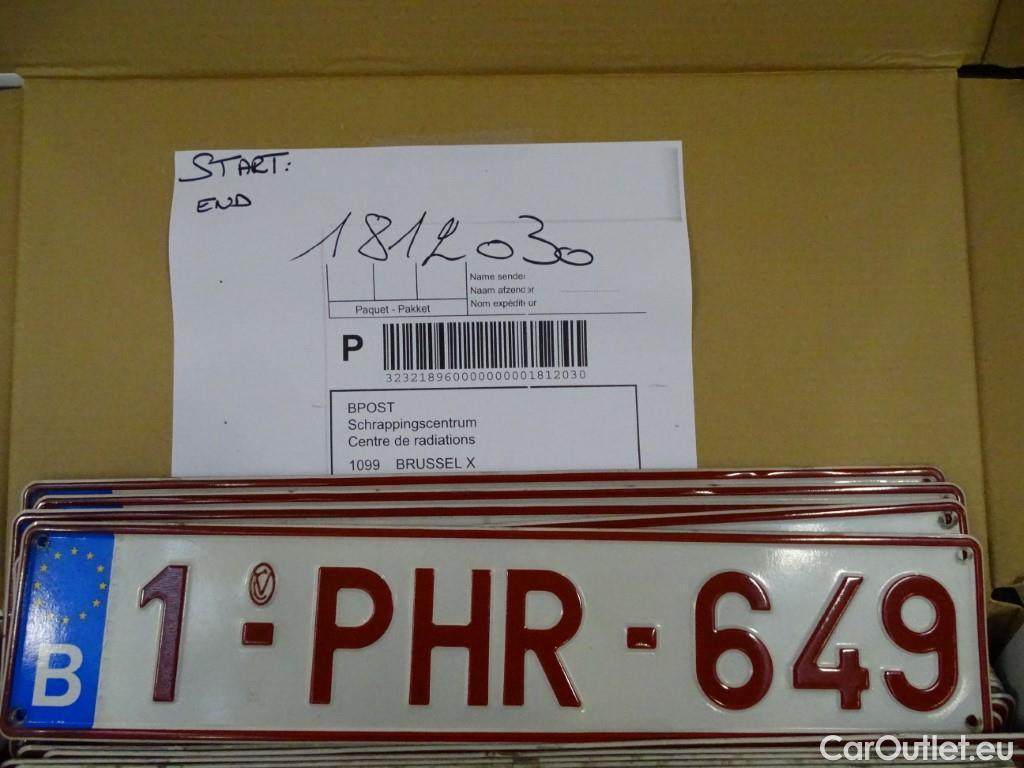 START:
END
1812030
Name sender
Naam afzender
Nom expéditeur
Paquet - Pakket
P
323218960000000001812030
BPOST
Schrappingscentrum
Centre de radiations
1099 BRUSSEL X
B 1-PHR-649
CarOutlet.eu